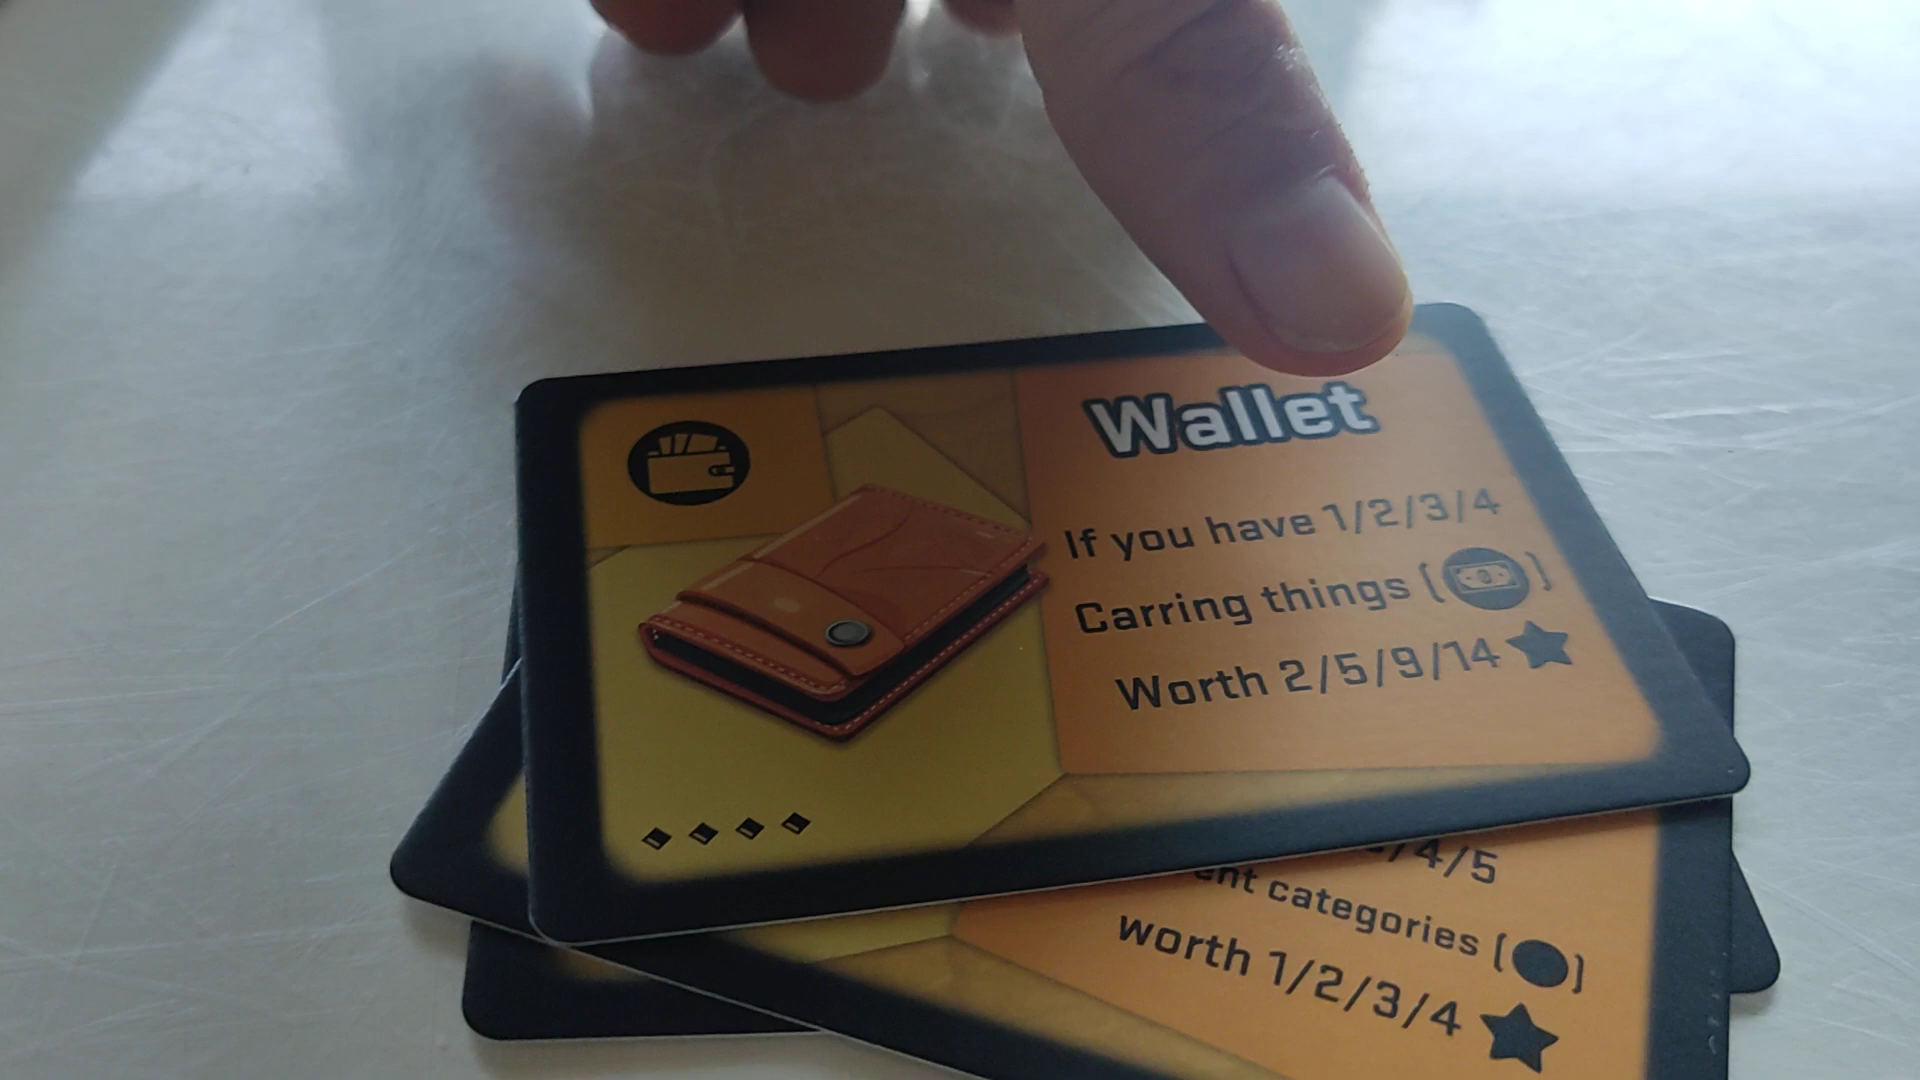 Wallet
If you have 1/2/3/4
Carring things ( )
Worth 2/5/9/14
/4/5
categories ( )
worth 1/2/3/4